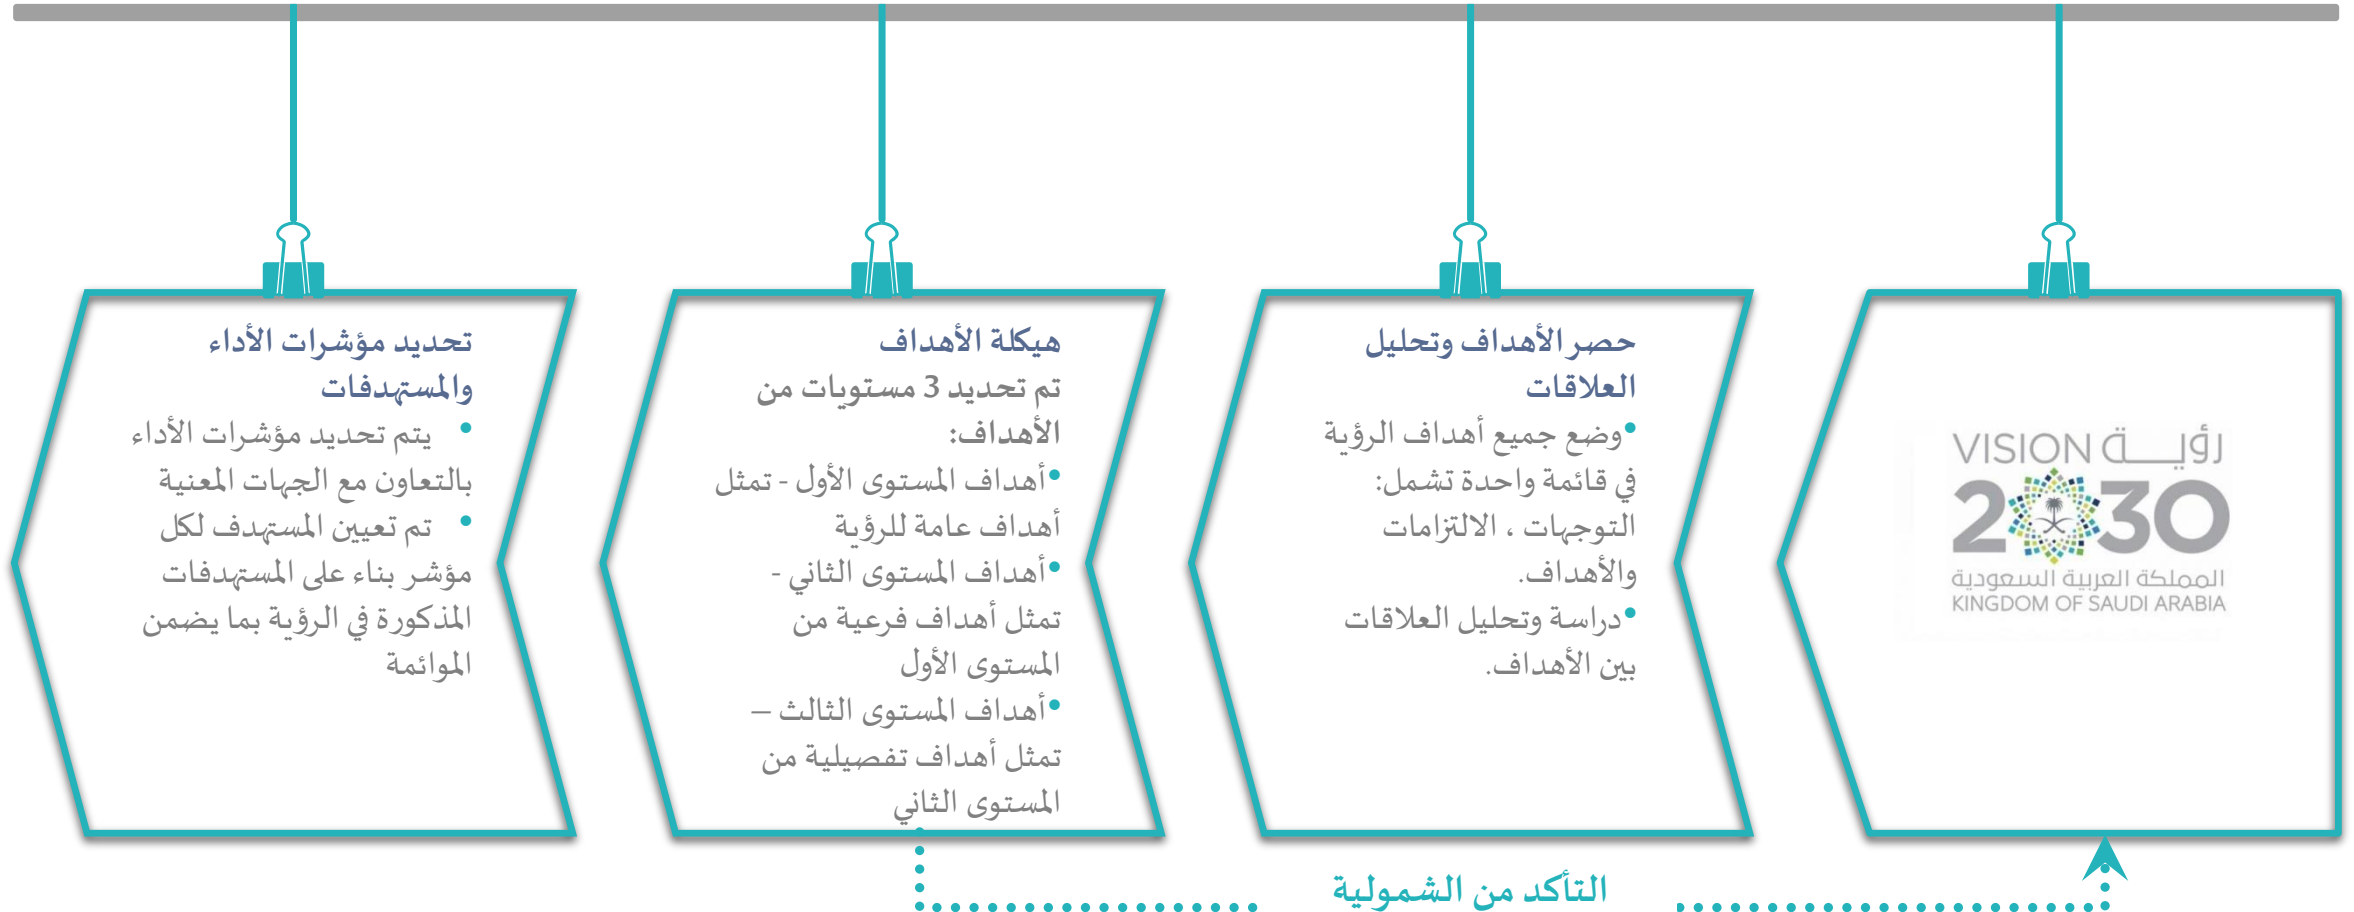 رؤيــــة VISION
2030
المملكة العربية السعودية
KINGDOM OF SAUDI ARABIA
حصر الأهداف وتحليل
العلاقات
•وضع جميع أهداف الرؤية
في قائمة واحدة تشمل:
التوجهات ، الالتزامات
والأهداف.
•دراسة وتحليل العلاقات
بين الأهداف.
هيكلة الأهداف
تم تحديد 3 مستويات من
الأهداف:
•أهداف المستوى الأول - تمثل
أهداف عامة للرؤية
•أهداف المستوى الثاني -
تمثل أهداف فرعية من
المستوى الأول
•أهداف المستوى الثالث –
تمثل أهداف تفصيلية من
المستوى الثاني
تحديد مؤشرات الأداء
والمستهدفات
• يتم تحديد مؤشرات الأداء
بالتعاون مع الجهات المعنية
• تم تعيين المستهدف لكل
مؤشر بناء على المستهدفات
المذكورة في الرؤية بما يضمن
الموائمة
التأكد من الشمولية